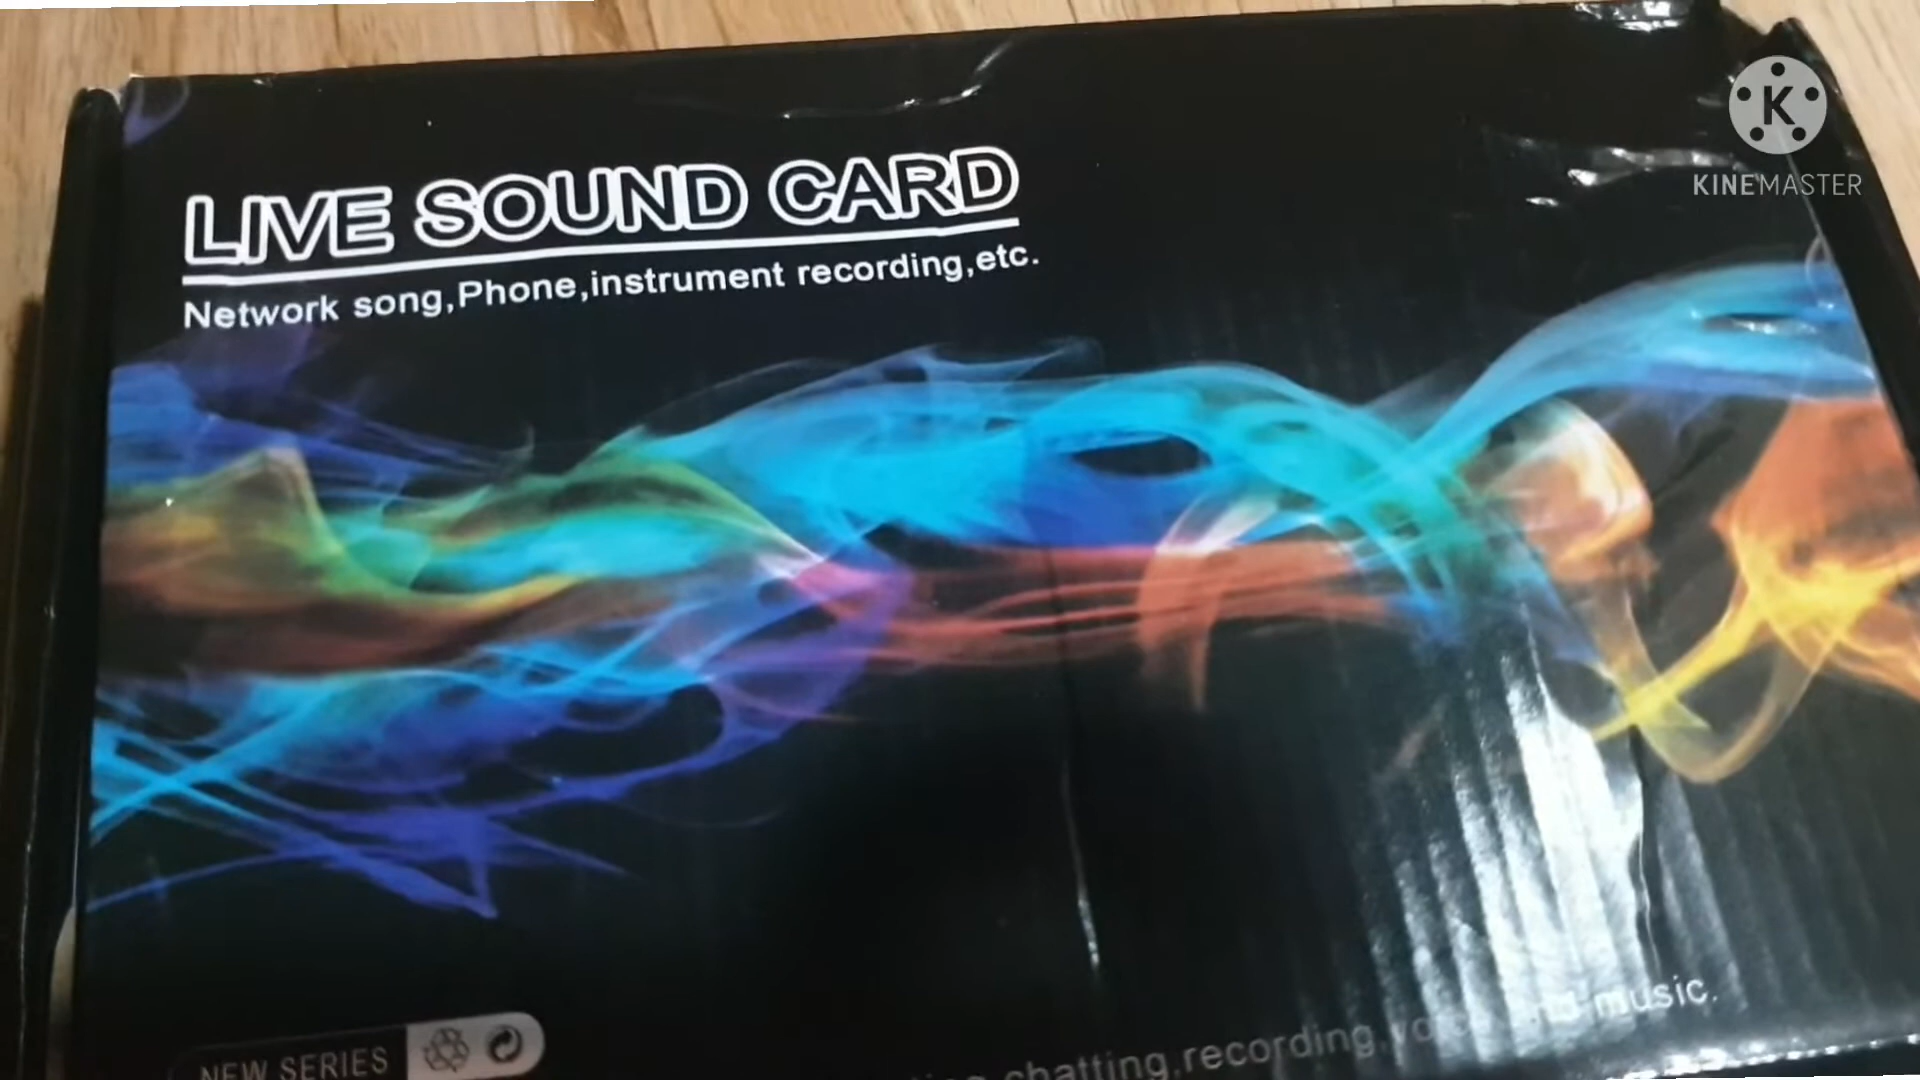 LIVE SOUND CARD
Network song,Phone,instrument recording,etc.
K
KINEMASTER
NEW SERIES
chatting,recording, music.